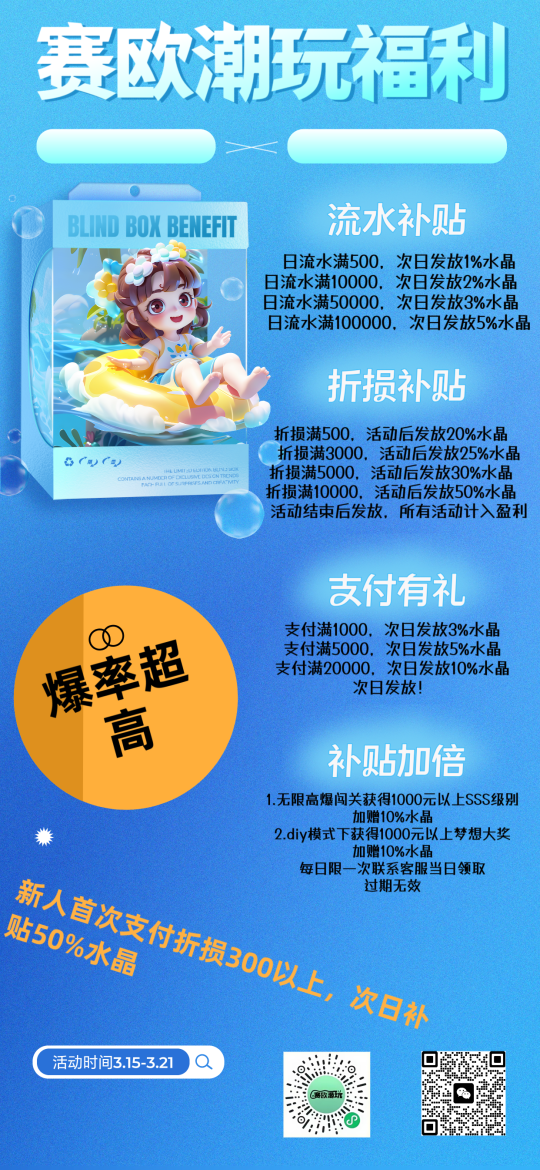 赛欧潮玩福利
BLIND BOX BENEFIT
流水补贴
日流水满500，次日发放1%水晶
日流水满10000，次日发放2%水晶
日流水满50000，次日发放3%水晶
日流水满100000，次日发放5%水晶
折损补贴
折损满500，活动后发放20%水晶
折损满3000，活动后发放25%水晶
折损满5000，活动后发放30%水晶
折损满10000，活动后发放50%水晶
活动结束后发放，所有活动计入盈利
支付有礼
支付满1000，次日发放3%水晶
支付满5000，次日发放5%水晶
支付满20000，次日发放10%水晶
次日发放！
爆率超
高
补贴加倍
1.无限高爆闯关获得1000元以上SSS级别
加赠10%水晶
2.diy模式下获得1000元以上梦想大奖
加赠10%水晶
每日限一次联系客服当日领取
过期无效
新人首次支付折损300以上，次日补
贴50%水晶
活动时间3.15-3.21
赛欧潮玩